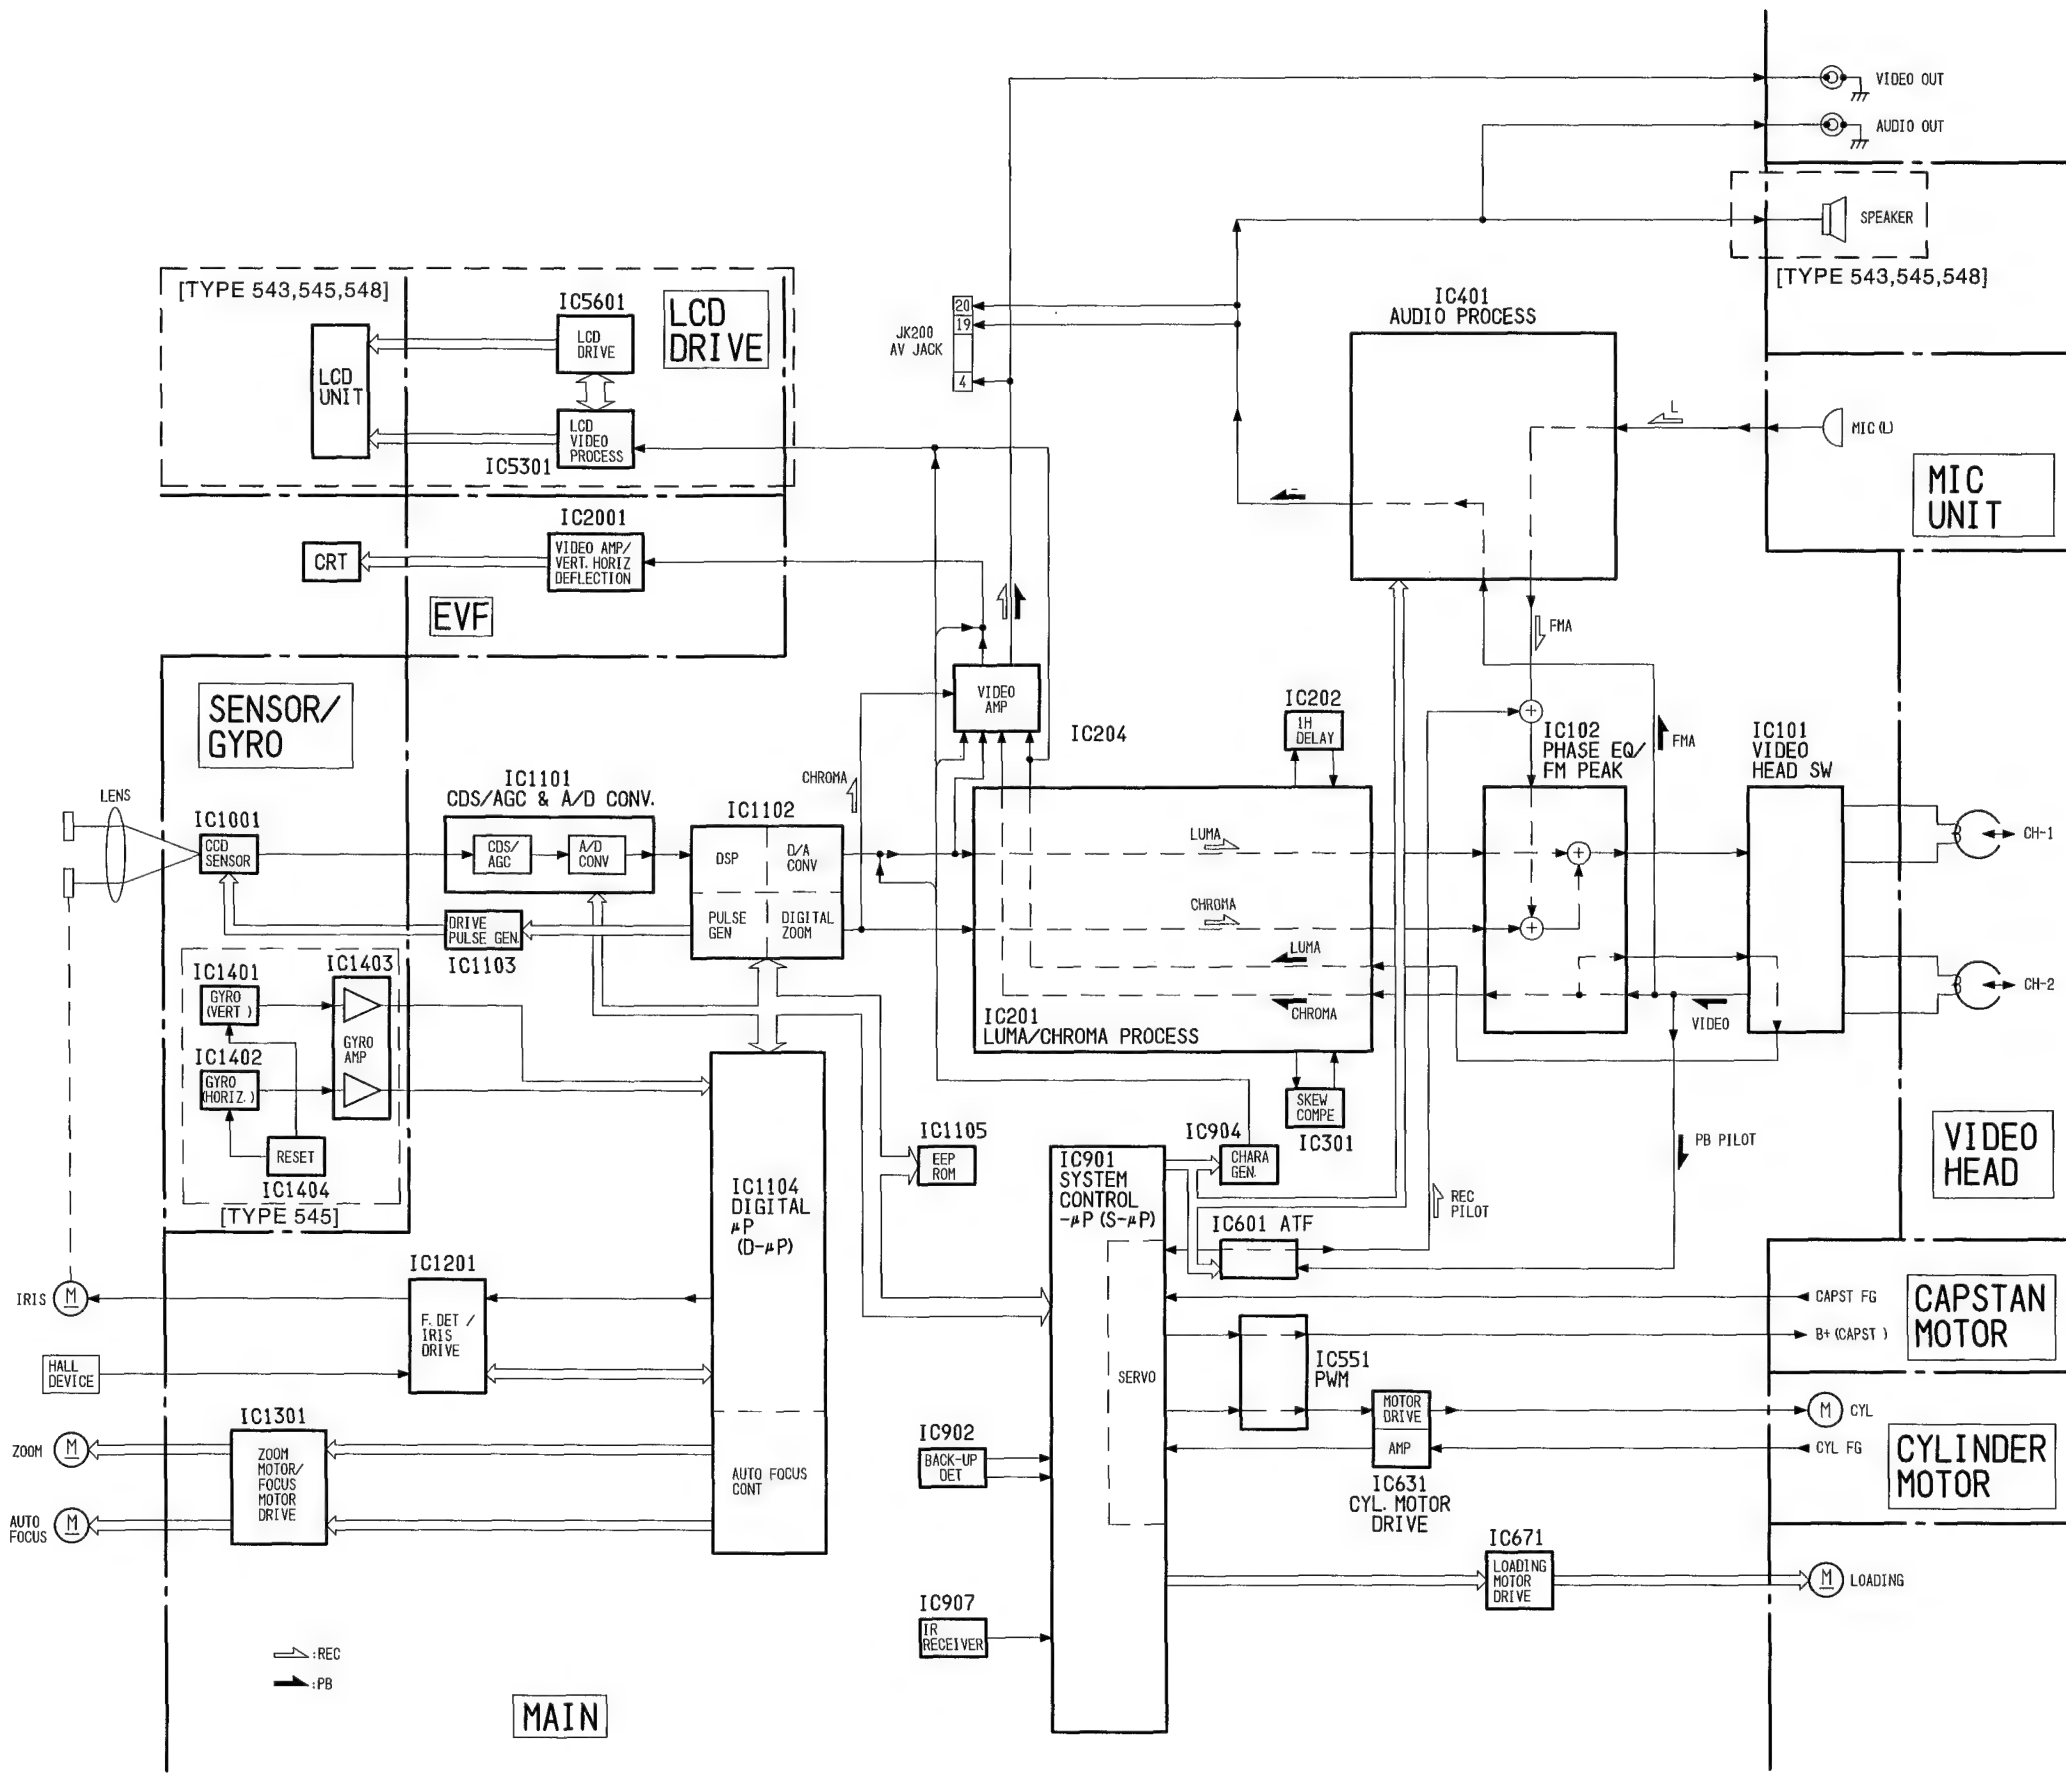 VIDEO OUT
AUDIO OUT
SPEAKER
[TYPE 543,545,548]
[TYPE 543,545,548]
IC5601
LCD
DRIVE
LCD
DRIVE
LCD
UNIT
LCD
VIDEO
PROCESS
IC5301
20
19
JK200
AV JACK
4
IC401
AUDIO PROCESS
L
MIC(L)
MIC
UNIT
IC2001
VIDEO AMP/
VERT. HORIZ
DEFLECTION
CRT
EVF
FMA
SENSOR/
GYRO
VIDEO
AMP
IC204
IC202
1H
DELAY
IC102
PHASE EQ/
FM PEAK
FMA
IC101
VIDEO
HEAD SW
LENS
IC1001
CCD
SENSOR
IC1101
CDS/AGC & A/D CONV.
CDS/
AGC
A/D
CONV
CHROMA
IC1102
DSP
D/A
CONV
PULSE
GEN
DIGITAL
ZOOM
DRIVE
PULSE GEN.
IC1103
LUMA
CHROMA
LUMA
CHROMA
IC201
LUMA/CHROMA PROCESS
VIDEO
CH-1
CH-2
IC1401
GYRO
(VERT.)
IC1403
GYRO
AMP
IC1402
GYRO
(HORIZ.)
RESET
IC1404
[TYPE 545]
SKEW
COMPE
IC301
IC1105
EEP
ROM
IC904
CHARA
GEN.
PB PILOT
VIDEO
HEAD
IC1104
DIGITAL
μP
(D-μP)
IC901
SYSTEM
CONTROL
-μP (S-μP)
REC
PILOT
IC601 ATF
IC1201
F. DET /
IRIS
DRIVE
IRIS
M
HALL
DEVICE
CAPST FG
B+(CAPST )
CAPSTAN
MOTOR
SERVO
IC551
PWM
IC1301
ZOOM
MOTOR/
FOCUS
MOTOR
DRIVE
ZOOM
M
AUTO
FOCUS
M
AUTO FOCUS
CONT
IC902
BACK-UP
DET
MOTOR
DRIVE
AMP
IC631
CYL. MOTOR
DRIVE
M
CYL
CYL FG
CYLINDER
MOTOR
IC671
LOADING
MOTOR
DRIVE
M
LOADING
IC907
IR
RECEIVER
:REC
:PB
MAIN